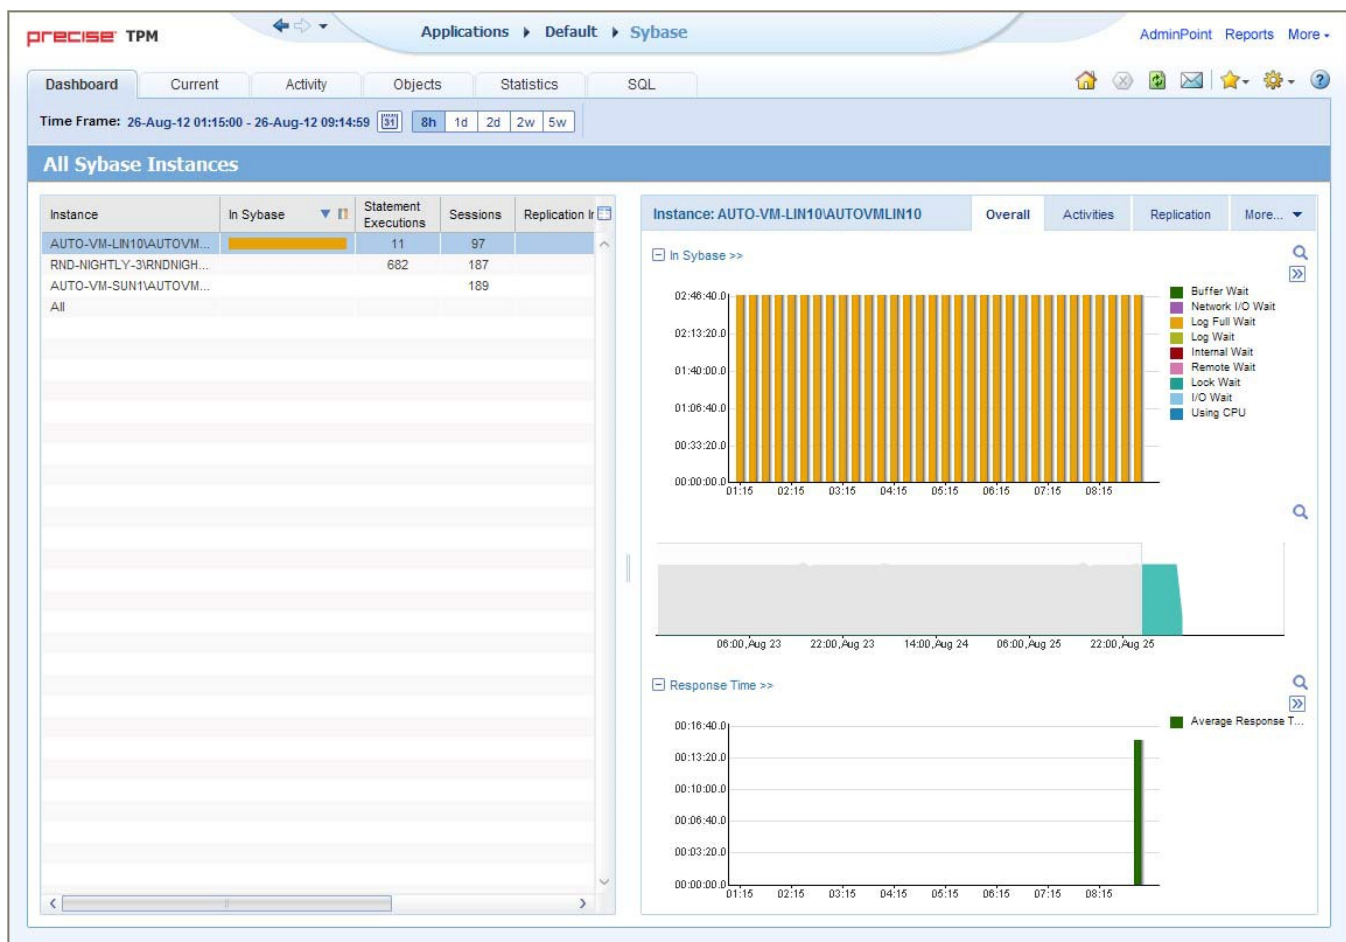 precise TPM
Applications Default Sybase
AdminPoint Reports More
Dashboard Current Activity Objects Statistics SQL
Time Frame: 26-Aug-12 01:15:00 - 26-Aug-12 09:14:59 31 8h 1d 2d 2w 5w
All Sybase Instances
Instance In Sybase Statement Executions Sessions Replication Ir
AUTO-VM-LIN10\AUTOVM... 11 97
RND-NIGHTLY-3\RNDNIGH... 682 187
AUTO-VM-SUN1\AUTOVM... 189
All
Instance: AUTO-VM-LIN10\AUTOVMLIN10 Overall Activities Replication More...
In Sybase >>
02:46:40.0
02:13:20.0
01:40:00.0
01:06:40.0
00:33:20.0
00:00:00.0
01:15 02:15 03:15 04:15 05:15 06:15 07:15 08:15
Buffer Wait
Network I/O Wait
Log Full Wait
Log Wait
Internal Wait
Remote Wait
Lock Wait
I/O Wait
Using CPU
06:00,Aug 23 22:00,Aug 23 14:00,Aug 24 06:00,Aug 25 22:00,Aug 25
Response Time >>
00:16:40.0
00:13:20.0
00:10:00.0
00:06:40.0
00:03:20.0
00:00:00.0
01:15 02:15 03:15 04:15 05:15 06:15 07:15 08:15
Average Response T...